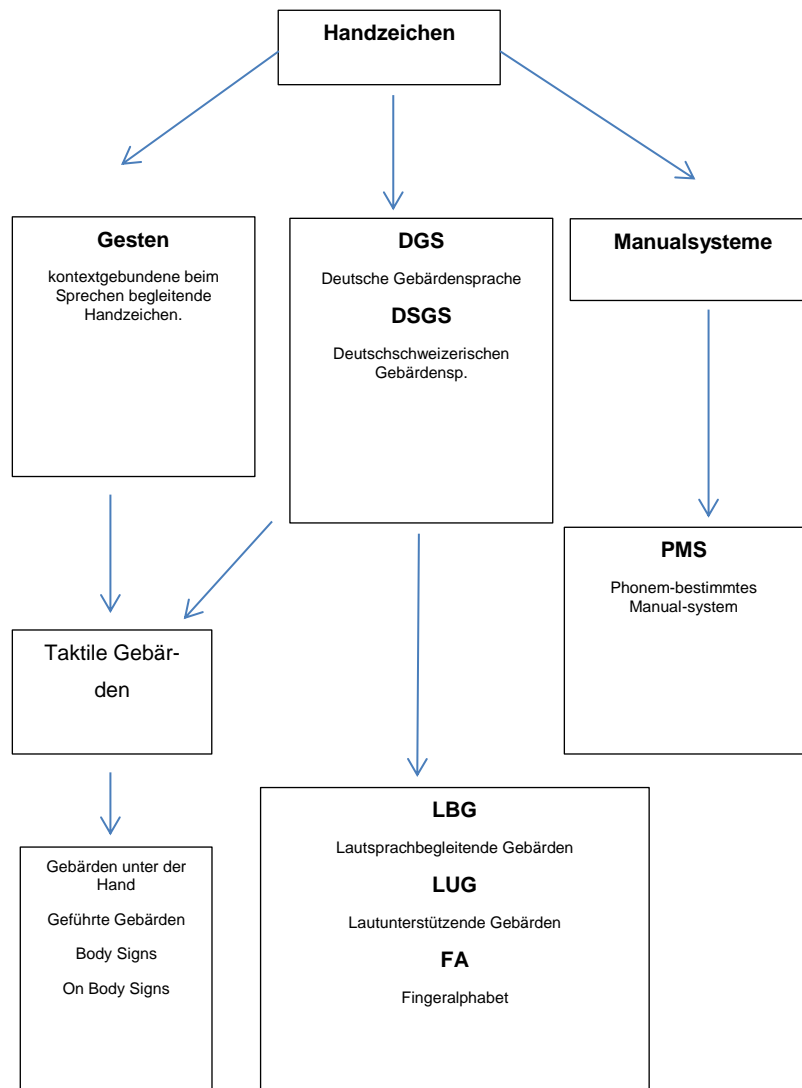 Handzeichen
Gesten
kontextgebundene beim
Sprechen begleitende
Handzeichen.
DGS
Deutsche Gebärdensprache
DSGS
Deutschschweizerischen
Gebärdensp.
Manualsysteme
PMS
Phonem-bestimmtes
Manual-system
Taktile Gebär-
den
Gebärden unter der
Hand
Geführte Gebärden
Body Signs
On Body Signs
LBG
Lautsprachbegleitende Gebärden
LUG
Lautunterstützende Gebärden
FA
Fingeralphabet